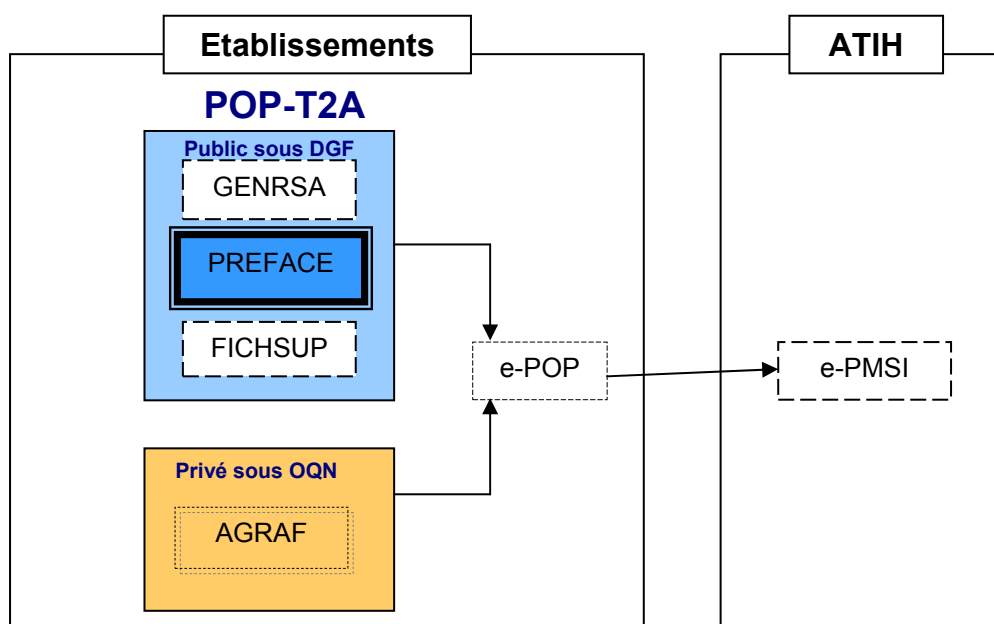 Etablissements
ATIH
POP-T2A
Public sous DGF
GENRSA
PREFACE
FICHSUP
e-POP
e-PMSI
Privé sous OQN
AGRAF